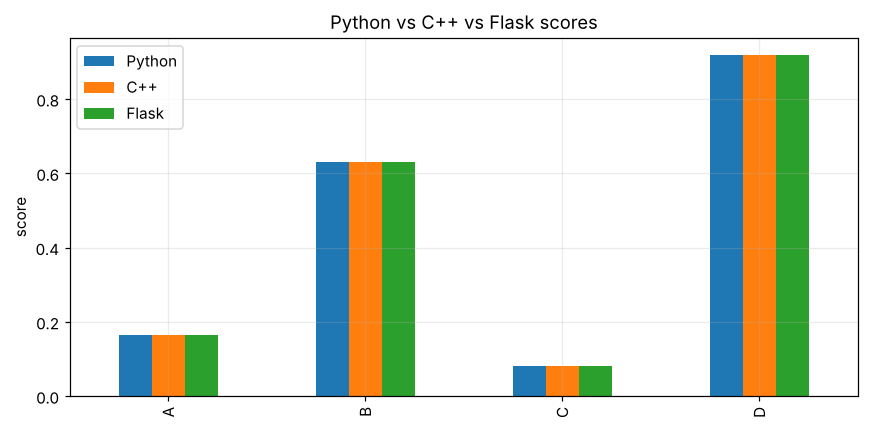 Python vs C++ vs Flask scores
Python
C++
Flask
score
0.8
0.6
0.4
0.2
0.0
A
B
C
D